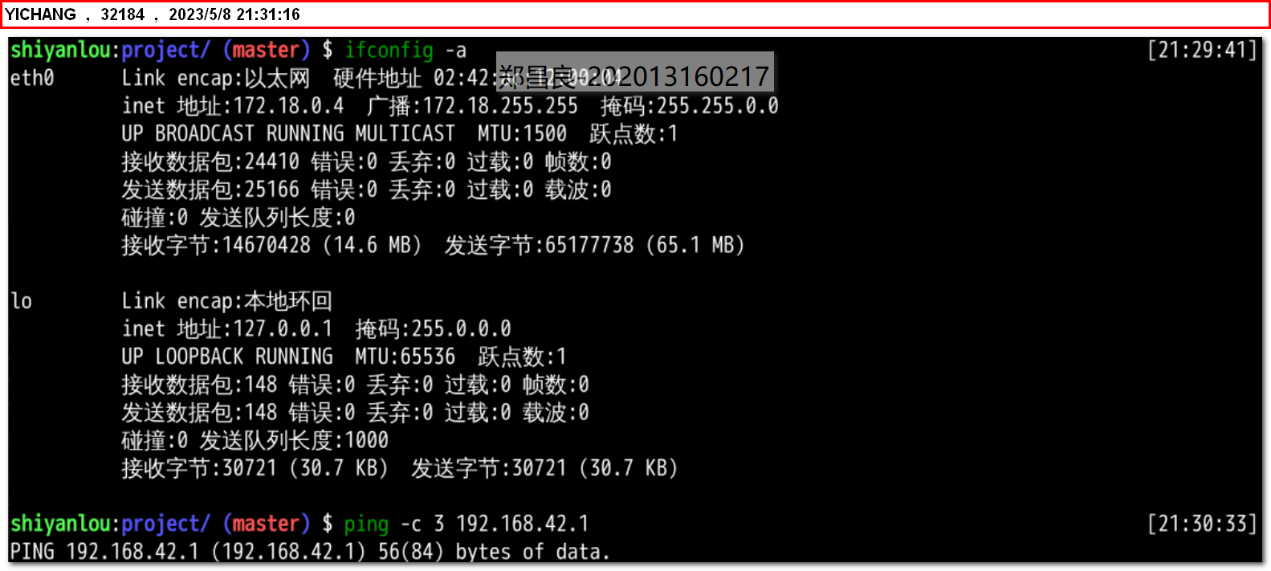 YICHANG , 32184 , 2023/5/8 21:31:16
shiyanlou:project/ (master) $ ifconfig -a [21:29:41]
郑昌良 202013160217
eth0 Link encap:以太网 硬件地址 02:42:
inet 地址:172.18.0.4 广播:172.18.255.255 掩码:255.255.0.0
UP BROADCAST RUNNING MULTICAST MTU:1500 跃点数:1
接收数据包:24410 错误:0 丢弃:0 过载:0 帧数:0
发送数据包:25166 错误:0 丢弃:0 过载:0 载波:0
碰撞:0 发送队列长度:0
接收字节:14670428 (14.6 MB) 发送字节:65177738 (65.1 MB)
lo Link encap:本地环回
inet 地址:127.0.0.1 掩码:255.0.0.0
UP LOOPBACK RUNNING MTU:65536 跃点数:1
接收数据包:148 错误:0 丢弃:0 过载:0 帧数:0
发送数据包:148 错误:0 丢弃:0 过载:0 载波:0
碰撞:0 发送队列长度:1000
接收字节:30721 (30.7 KB) 发送字节:30721 (30.7 KB)
shiyanlou:project/ (master) $ ping -c 3 192.168.42.1 [21:30:33]
PING 192.168.42.1 (192.168.42.1) 56(84) bytes of data.